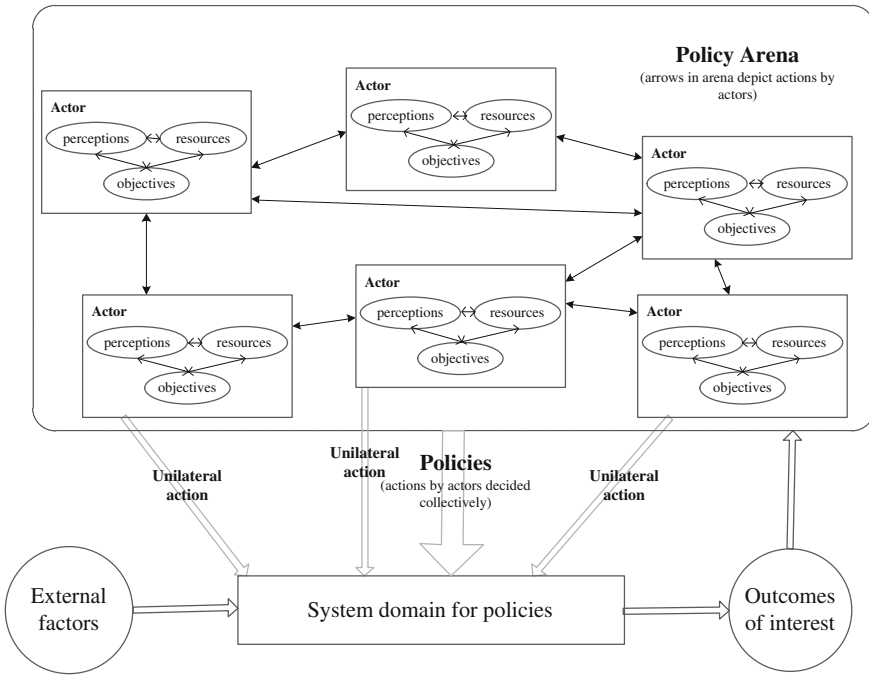 Policy Arena
(arrows in arena depict actions by
actors)
Actor
perceptions
resources
objectives
Actor
perceptions
resources
objectives
Actor
perceptions
resources
objectives
Actor
perceptions
resources
objectives
Actor
perceptions
resources
objectives
Actor
perceptions
resources
objectives
Unilateral
action
Unilateral
action
Policies
(actions by actors decided
collectively)
Unilateral
action
External
factors
System domain for policies
Outcomes
of interest